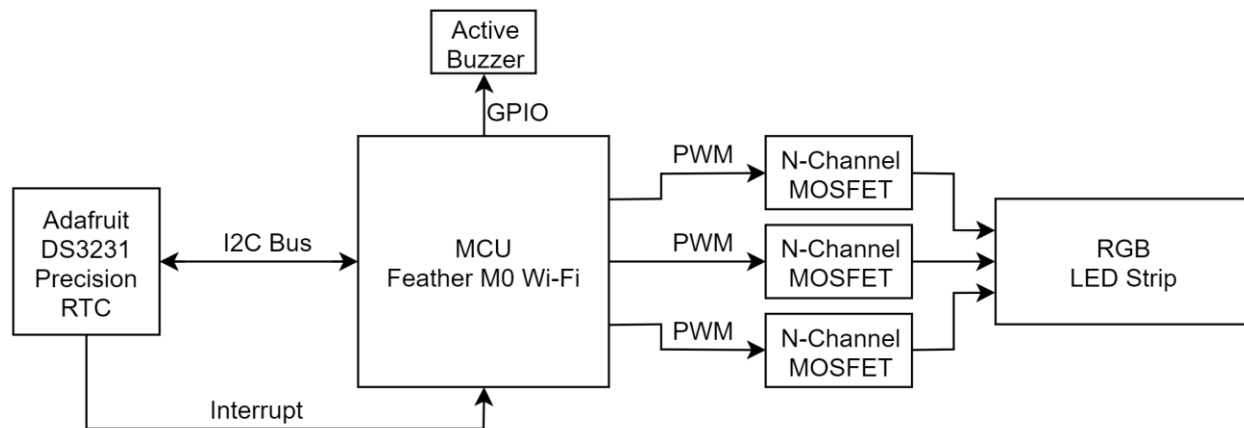 Active
Buzzer
GPIO
PWM
N-Channel
MOSFET
Adafruit
DS3231
Precision
RTC
I2C Bus
MCU
Feather M0 Wi-Fi
PWM
N-Channel
MOSFET
RGB
LED Strip
PWM
N-Channel
MOSFET
Interrupt